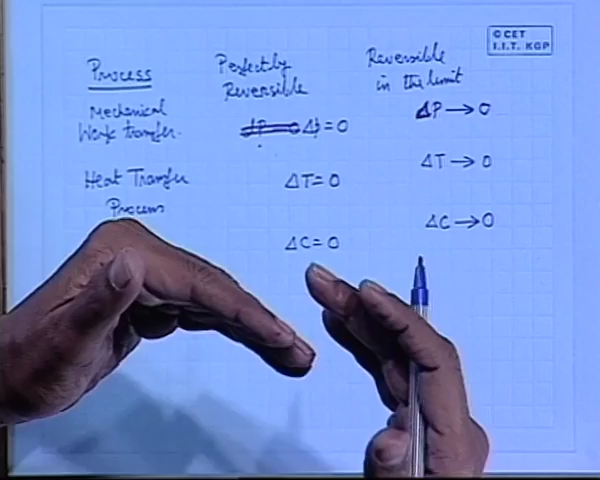 © CET
I.I.T. KGP
Process
Perfectly
Reversible
Reversible
in the limit
Mechanical
Work transfer.
Δp = 0
ΔP → 0
Heat Transfer
Process
ΔT = 0
ΔT → 0
ΔC = 0
ΔC → 0